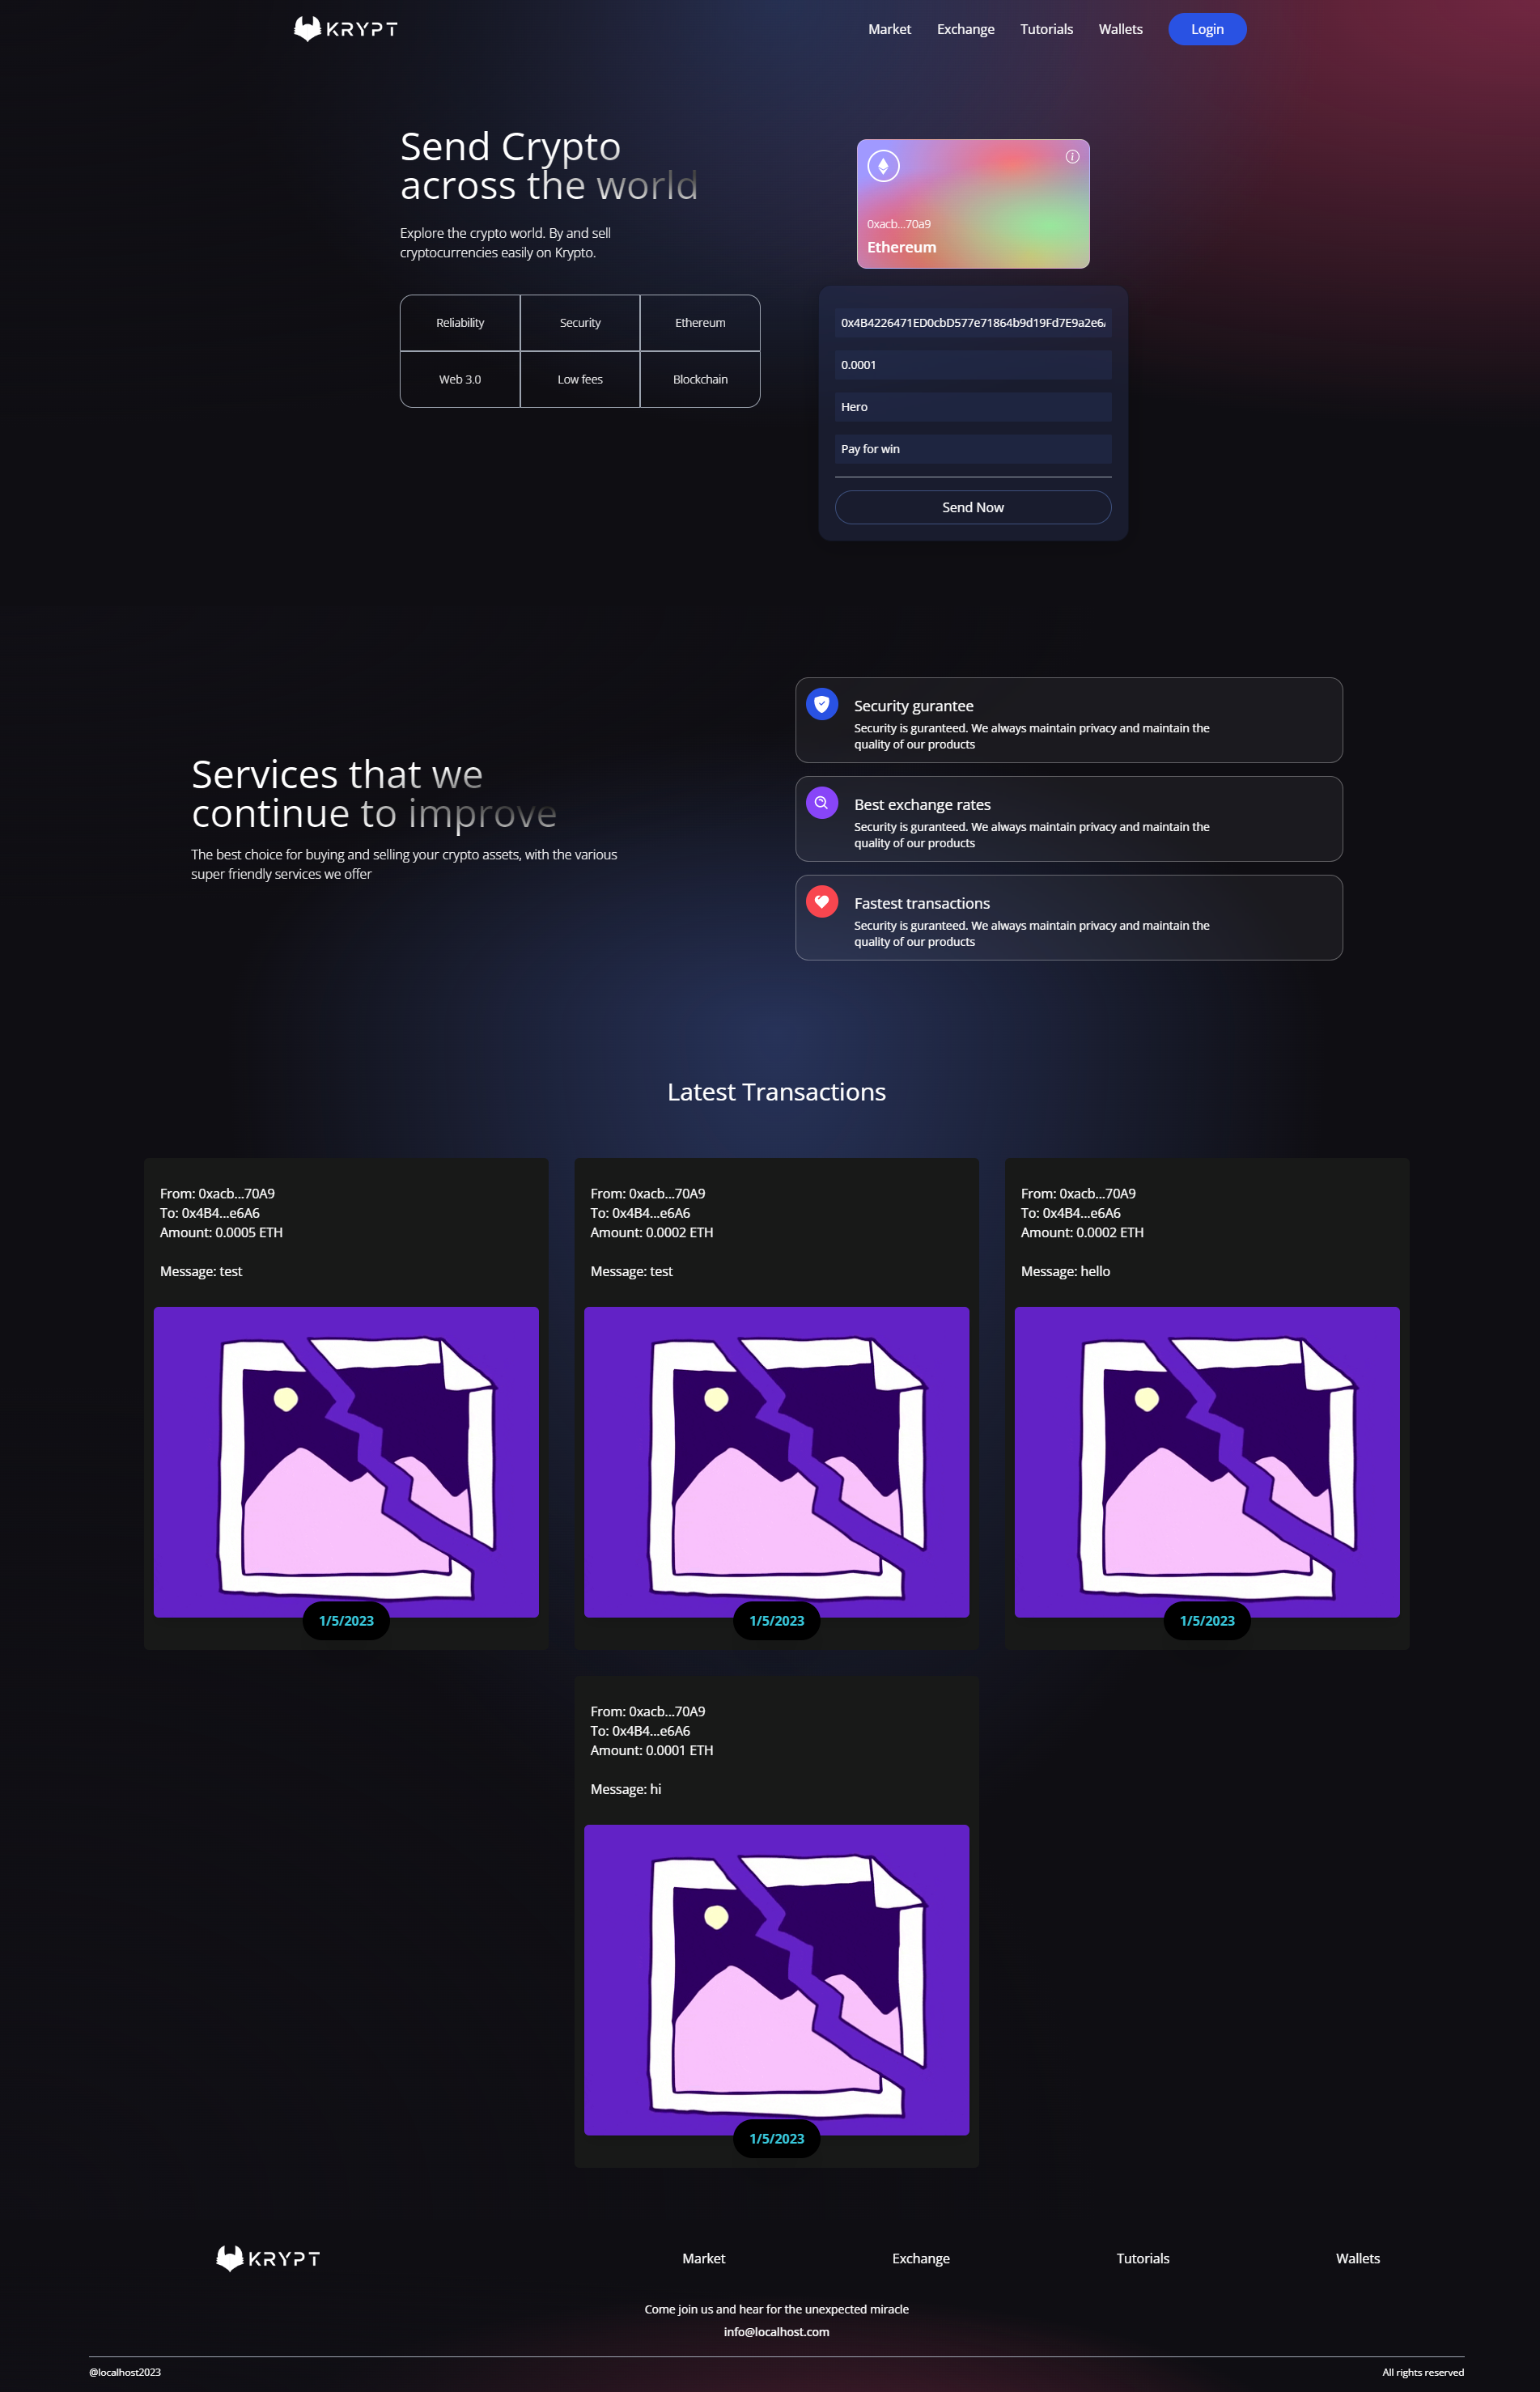 KRYPT
Market
Exchange
Tutorials
Wallets
Login
Send Crypto
across the world
Explore the crypto world. By and sell
cryptocurrencies easily on Krypto.
Reliability
Security
Ethereum
Web 3.0
Low fees
Blockchain
i
0xacb...70a9
Ethereum
0x4B4226471ED0cbD577e71864b9d19Fd7E9a2e6
0.0001
Hero
Pay for win
Send Now
Services that we
continue to improve
The best choice for buying and selling your crypto assets, with the various
super friendly services we offer
Security gurantee
Security is guranteed. We always maintain privacy and maintain the
quality of our products
Best exchange rates
Security is guranteed. We always maintain privacy and maintain the
quality of our products
Fastest transactions
Security is guranteed. We always maintain privacy and maintain the
quality of our products
Latest Transactions
From: 0xacb...70A9
To: 0x4B4...e6A6
Amount: 0.0005 ETH
Message: test
1/5/2023
From: 0xacb...70A9
To: 0x4B4...e6A6
Amount: 0.0002 ETH
Message: test
1/5/2023
From: 0xacb...70A9
To: 0x4B4...e6A6
Amount: 0.0002 ETH
Message: hello
1/5/2023
From: 0xacb...70A9
To: 0x4B4...e6A6
Amount: 0.0001 ETH
Message: hi
1/5/2023
KRYPT
Market
Exchange
Tutorials
Wallets
Come join us and hear for the unexpected miracle
info@localhost.com
@localhost2023
All rights reserved